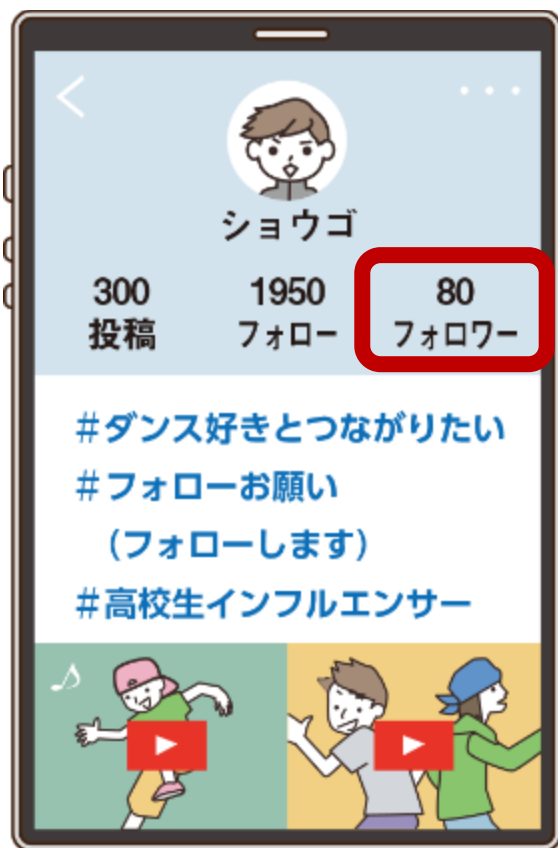 ショウゴ
300 1950 80
投稿 フォロー フォロワー
#ダンス好きとつながりたい
#フォローお願い
(フォローします)
#高校生インフルエンサー